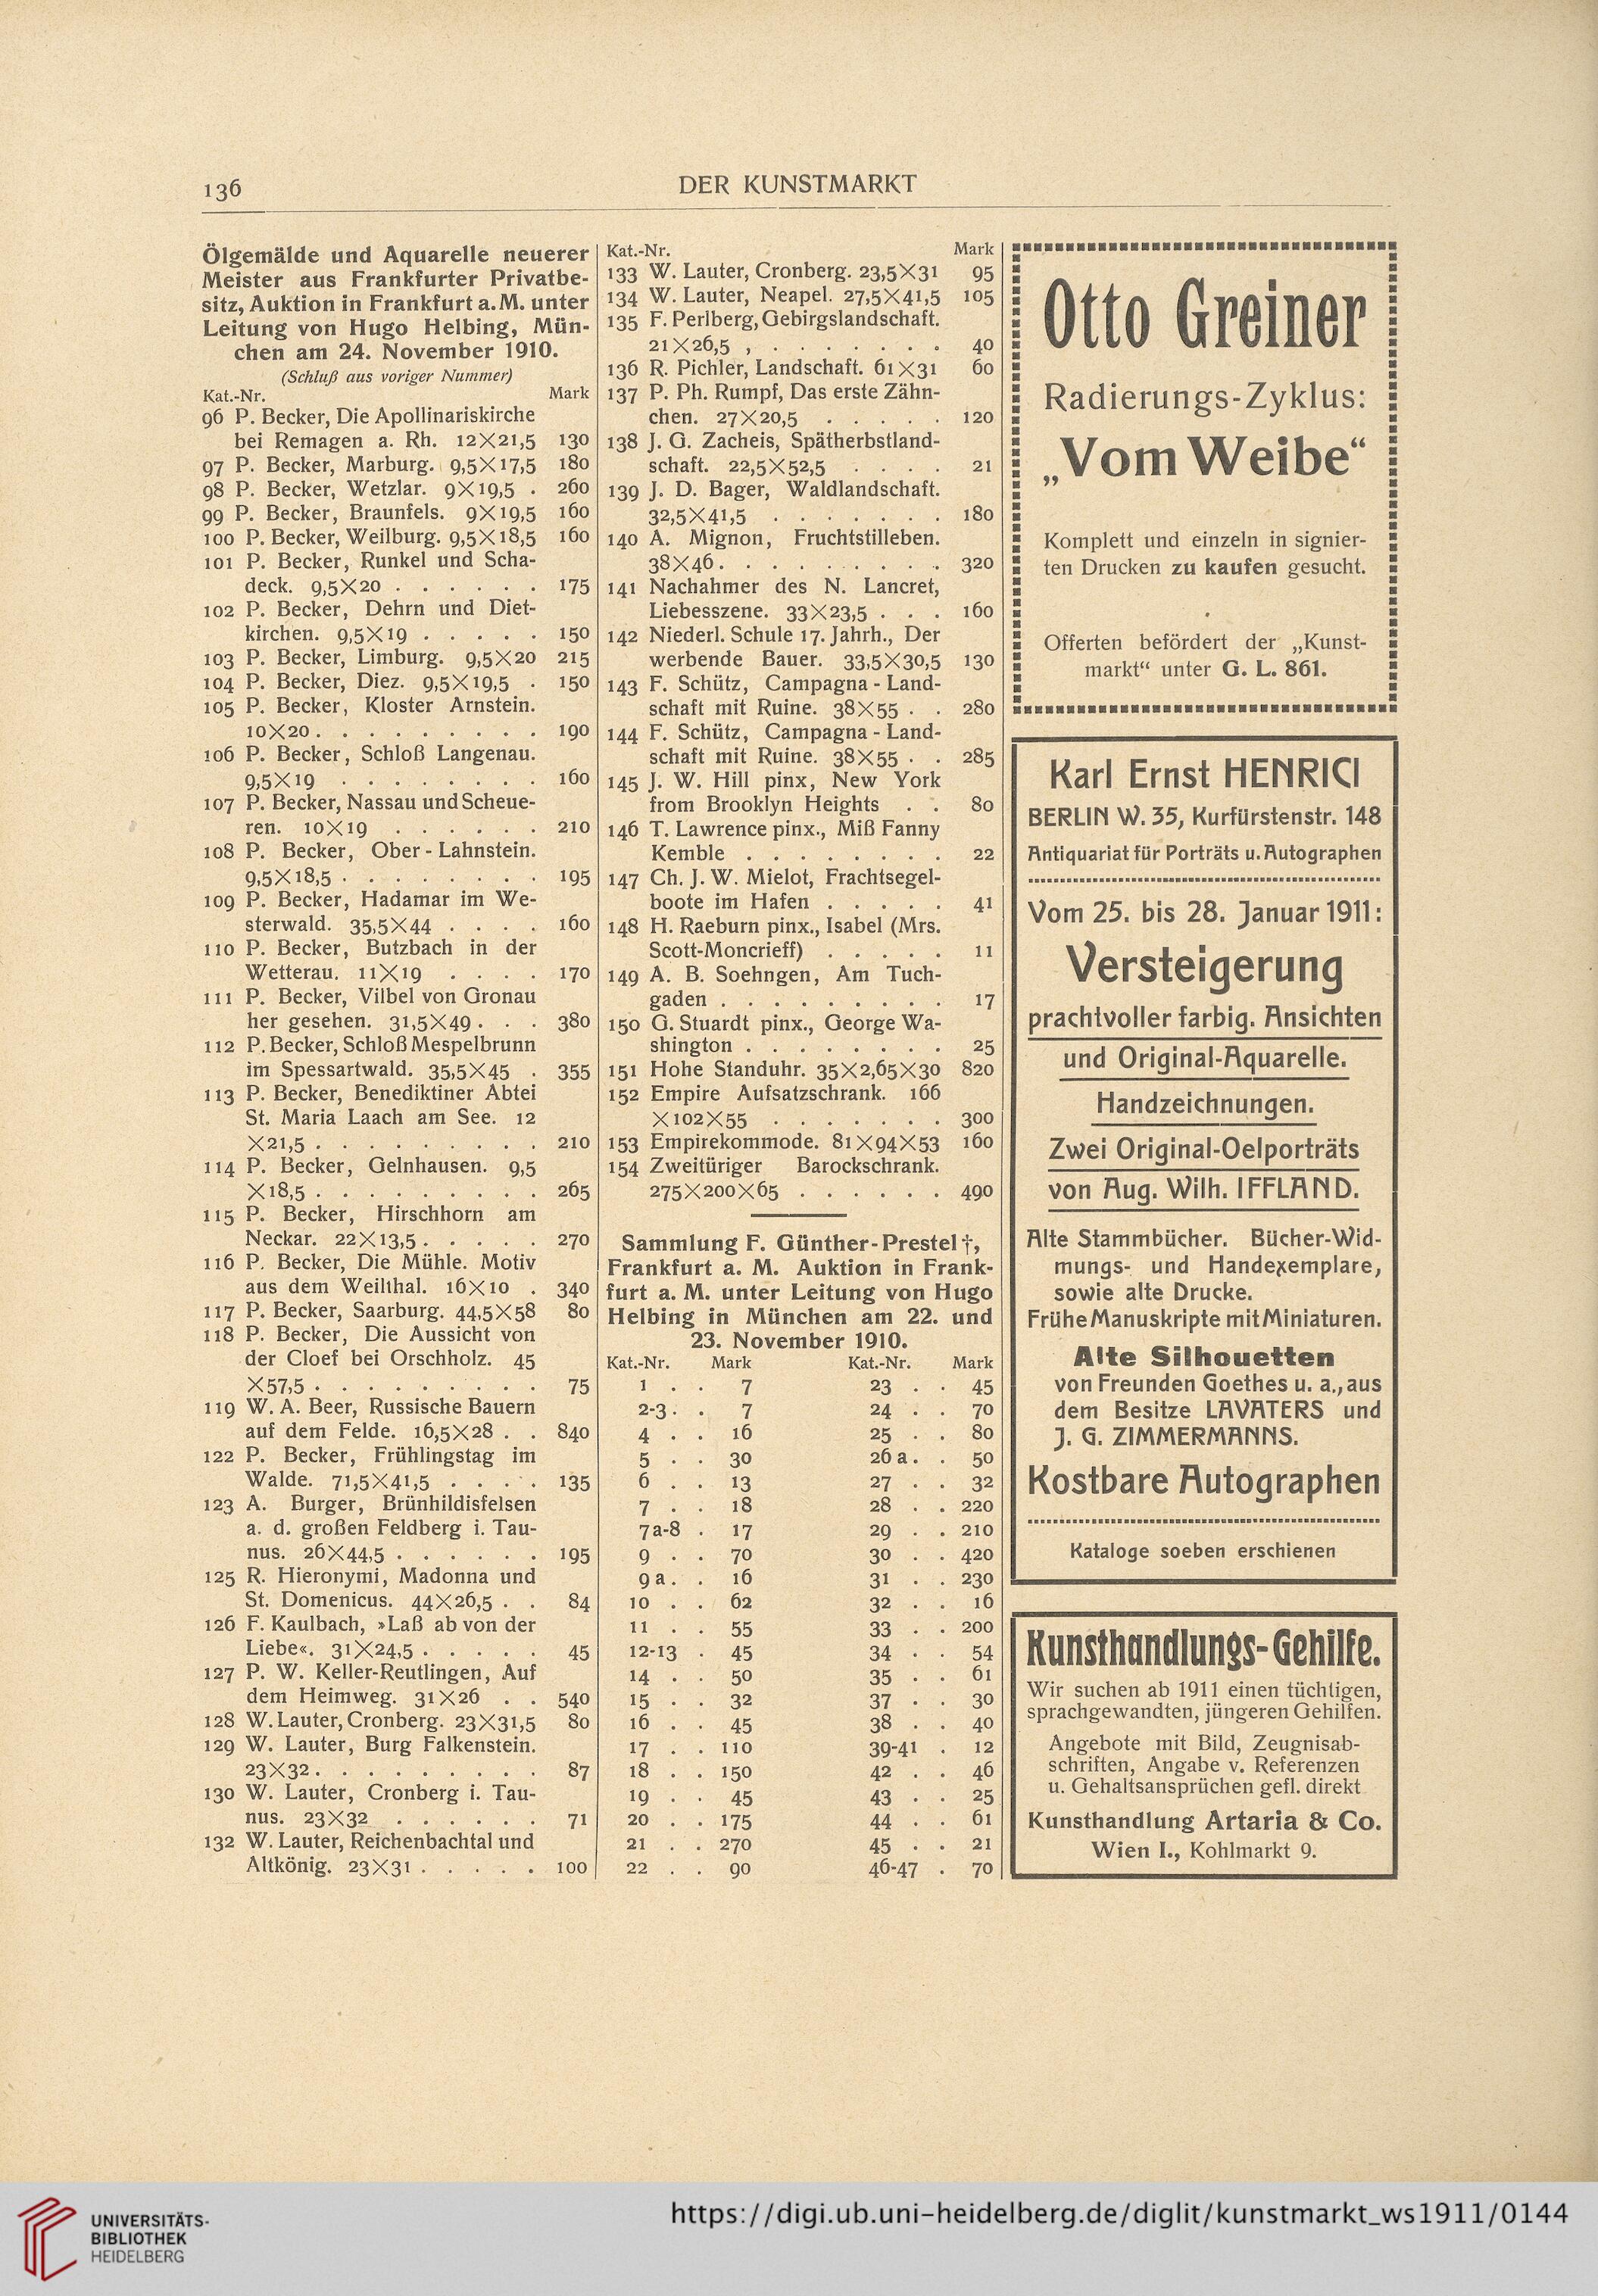 136
DER KUNSTMARKT
Ölgemälde und Aquarelle neuerer
Meister aus Frankfurter Privatbe-
sitz, Auktion in Frankfurt a. M. unter
Leitung von Hugo Helbing, Mün-
chen am 24. November 1910.
(Schluß aus voriger Nummer)
Kat.-Nr. Mark
96 P. Becker, Die Apollinariskirche
bei Remagen a. Rh. 12×21,5 130
97 P. Becker, Marburg. 9,5×17,5 180
98 P. Becker, Wetzlar. 9×19,5 . 260
99 P. Becker, Braunfels. 9×19,5 160
100 P. Becker, Weilburg. 9,5×18,5 160
101 P. Becker, Runkel und Scha-
deck. 9,5×20 . . . . . . 175
102 P. Becker, Dehrn und Diet-
kirchen. 9,5×19 . . . . . 150
103 P. Becker, Limburg. 9,5×20 215
104 P. Becker, Diez. 9,5×19,5 . 150
105 P. Becker, Kloster Arnstein.
10×20 . . . . . . . . . 190
106 P. Becker, Schloß Langenau.
9,5×19 . . . . . . . . 160
107 P. Becker, Nassau und Scheue-
ren. 10×19 . . . . . . 210
108 P. Becker, Ober-Lahnstein.
9,5×18,5 . . . . . . . . 195
109 P. Becker, Hadamar im We-
sterwald. 35,5×44 . . . . 160
110 P. Becker, Butzbach in der
Wetterau. 11×19 . . . . 170
111 P. Becker, Vilbel von Gronau
her gesehen. 31,5×49 . . . 380
112 P. Becker, Schloß Mespelbrunn
im Spessartwald. 35,5×45 . 355
113 P. Becker, Benediktiner Abtei
St. Maria Laach am See. 12
×21,5 . . . . . . . . . 210
114 P. Becker, Gelnhausen. 9,5
×18,5 . . . . . . . . . 265
115 P. Becker, Hirschhorn am
Neckar. 22×13,5 . . . . . 270
116 P. Becker, Die Mühle. Motiv
aus dem Weilthal. 16×10 . 340
117 P. Becker, Saarburg. 44,5×58 80
118 P. Becker, Die Aussicht von
der Cloef bei Orschholz. 45
×57,5 . . . . . . . . . 75
119 W. A. Beer, Russische Bauern
auf dem Felde. 16,5×28 . . 840
122 P. Becker, Frühlingstag im
Walde. 71,5×41,5 . . . . 135
123 A. Burger, Brünhildisfelsen
a. d. großen Feldberg i. Tau-
nus. 26×44,5 . . . . . . 195
125 R. Hieronymi, Madonna und
St. Domenicus. 44×26,5 . . 84
126 F. Kaulbach, »Laß ab von der
Liebe«. 31×24,5 . . . . . 45
127 P. W. Keller-Reutlingen, Auf
dem Heimweg. 31×26 . . 540
128 W. Lauter, Cronberg. 23×31,5 80
129 W. Lauter, Burg Falkenstein.
23×32 . . . . . . . . . 87
130 W. Lauter, Cronberg i. Tau-
nus. 23×32 . . . . . . 71
132 W. Lauter, Reichenbachtal und
Altkönig. 23×31 . . . . . 100
Kat.-Nr. Mark
133 W. Lauter, Cronberg. 23,5×31 95
134 W. Lauter, Neapel. 27,5×41,5 105
135 F. Perlberg, Gebirgslandschaft.
21×26,5 , . . . . . . . 40
136 R. Pichler, Landschaft. 61×31 60
137 P. Ph. Rumpf, Das erste Zähn-
chen. 27×20,5 . . . . . 120
138 J. G. Zacheis, Spätherbstland-
schaft. 22,5×52,5 . . . . 21
139 J. D. Bager, Waldlandschaft.
32,5×41,5 . . . . . . . 180
140 A. Mignon, Fruchtstilleben.
38×46 . . . . . . . . . 320
141 Nachahmer des N. Lancret,
Liebesszene. 33×23,5 . . . 160
142 Niederl. Schule 17. Jahrh., Der
werbende Bauer. 33,5×30,5 130
143 F. Schütz, Campagna-Land-
schaft mit Ruine. 38×55 . . 280
144 F. Schütz, Campagna-Land-
schaft mit Ruine. 38×55 . . 285
145 J. W. Hill pinx, New York
from Brooklyn Heights . . 80
146 T. Lawrence pinx., Miß Fanny
Kemble . . . . . . . . 22
147 Ch. J. W. Mielot, Frachtsegel-
boote im Hafen . . . . . 41
148 H. Raeburn pinx., Isabel (Mrs.
Scott-Moncrieff) . . . . . 11
149 A. B. Soehngen, Am Tuch-
gaden . . . . . . . . . 17
150 G. Stuardt pinx., George Wa-
shington . . . . . . . . 25
151 Hohe Standuhr. 35×2,65×30 820
152 Empire Aufsatzschrank. 166
×102×55 . . . . . . . 300
153 Empirekommode. 81×94×53 160
154 Zweitüriger Barockschrank.
275×200×65 . . . . . . 490
Sammlung F. Günther-Prestel †,
Frankfurt a. M. Auktion in Frank-
furt a. M. unter Leitung von Hugo
Helbing in München am 22. und
23. November 1910.
Kat.-Nr. Mark Kat.-Nr. Mark
1 . . 7 23 . . 45
2-3 . . 7 24 . . 70
4 . . 16 25 . . 80
5 . . 30 26 a . . 50
6 . . 13 27 . . 32
7 . . 18 28 . . 220
7a-8 . 17 29 . . 210
9 . . 70 30 . . 420
9 a . . 16 31 . . 230
10 . . 62 32 . . 16
11 . . 55 33 . . 200
12-13 . 45 34 . . 54
14 . . 50 35 . . 61
15 . . 32 37 . . 30
16 . . 45 38 . . 40
17 . . 110 39-41 . 12
18 . . 150 42 . . 46
19 . . 45 43 . . 25
20 . . 175 44 . . 61
21 . . 270 45 . . 21
22 . . 90 46-47 . 70
Otto Greiner
Radierungs-Zyklus:
„Vom Weibe“
Komplett und einzeln in signier-
ten Drucken zu kaufen gesucht.
Offerten befördert der „Kunst-
markt“ unter G. L. 861.
Karl Ernst HENRICI
BERLIN W. 35, Kurfürstenstr. 148
Antiquariat für Porträts u. Autographen
Vom 25. bis 28. Januar 1911:
Versteigerung
prachtvoller farbig. Ansichten
und Original-Aquarelle.
Handzeichnungen.
Zwei Original-Oelporträts
von Aug. Wilh. IFFLAND.
Alte Stammbücher. Bücher-Wid-
mungs- und Handexemplare,
sowie alte Drucke.
Frühe Manuskripte mit Miniaturen.
Alte Silhouetten
von Freunden Goethes u. a., aus
dem Besitze LAVATERS und
J. G. ZIMMERMANNS.
Kostbare Autographen
Kataloge soeben erschienen
Kunsthandlungs-Gehilfe.
Wir suchen ab 1911 einen tüchtigen,
sprachgewandten, jüngeren Gehilfen.
Angebote mit Bild, Zeugnisab-
schriften, Angabe v. Referenzen
u. Gehaltsansprüchen gefl. direkt
Kunsthandlung Artaria & Co.
Wien I., Kohlmarkt 9.
UNIVERSITÄTS-
BIBLIOTHEK
HEIDELBERG
https://digi.ub.uni-heidelberg.de/diglit/kunstmarkt_ws1911/0144